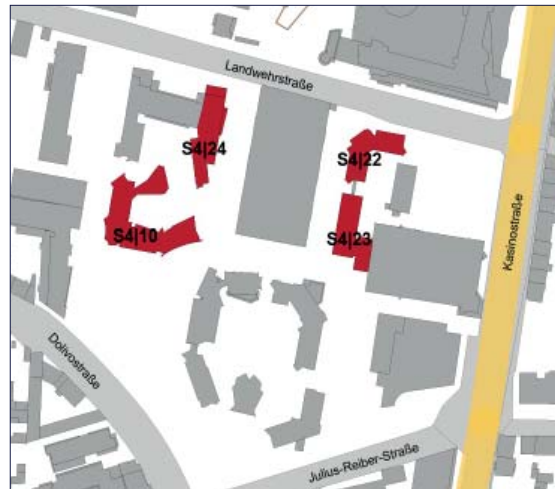 Landwehrstraße
S4|24
S4|22
S4|10
S4|23
Kasinostraße
Dolivostraße
Julius-Reiber-Straße